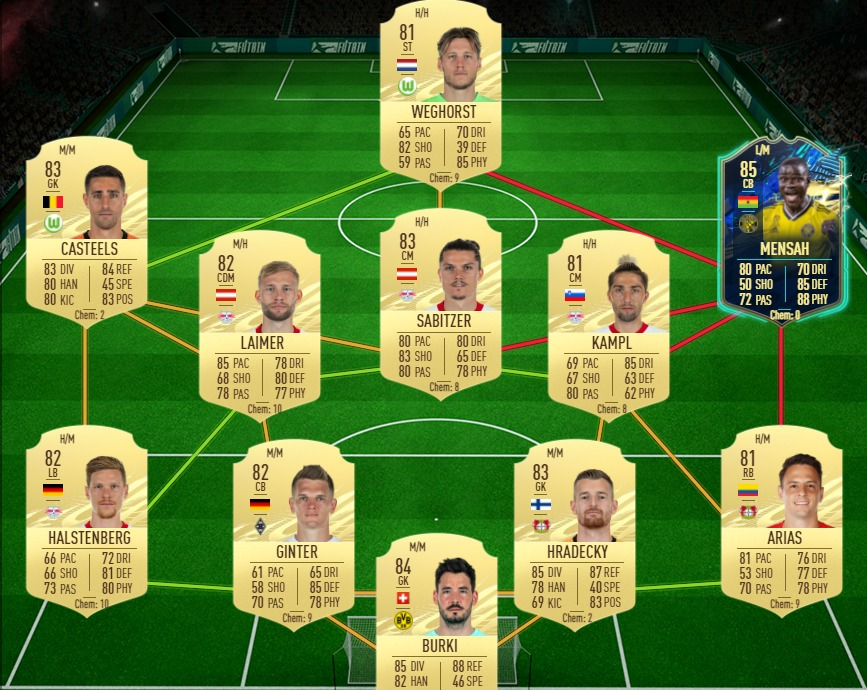 FUTBIN
FUTBIN
FUTBIN
FUTBIN
H/H
81
ST
WEGHORST
65 PAC 70 DRI
82 SHO 39 DEF
59 PAS 85 PHY
Chem: 9
M/M
83
GK
CASTEELS
83 DIV 84 REF
80 HAN 45 SPE
80 KIC 83 POS
Chem: 2
L/M
85
CB
MENSAH
80 PAC 70 DRI
50 SHO 85 DEF
72 PAS 88 PHY
Chem: 0
M/H
82
CDM
LAIMER
85 PAC 78 DRI
68 SHO 80 DEF
78 PAS 77 PHY
Chem: 10
H/H
83
CM
SABITZER
80 PAC 80 DRI
83 SHO 65 DEF
80 PAS 78 PHY
Chem: 8
H/H
81
CM
KAMPL
69 PAC 85 DRI
67 SHO 63 DEF
80 PAS 62 PHY
Chem: 8
H/M
82
LB
HALSTENBERG
66 PAC 72 DRI
66 SHO 81 DEF
73 PAS 80 PHY
Chem: 10
M/M
82
CB
GINTER
61 PAC 65 DRI
58 SHO 85 DEF
70 PAS 78 PHY
Chem: 9
M/M
83
GK
HRADECKY
85 DIV 87 REF
78 HAN 40 SPE
69 KIC 83 POS
Chem: 2
H/M
81
RB
ARIAS
81 PAC 76 DRI
53 SHO 77 DEF
70 PAS 78 PHY
Chem: 9
M/M
84
GK
BVB
09
BURKI
85 DIV 88 REF
82 HAN 46 SPE